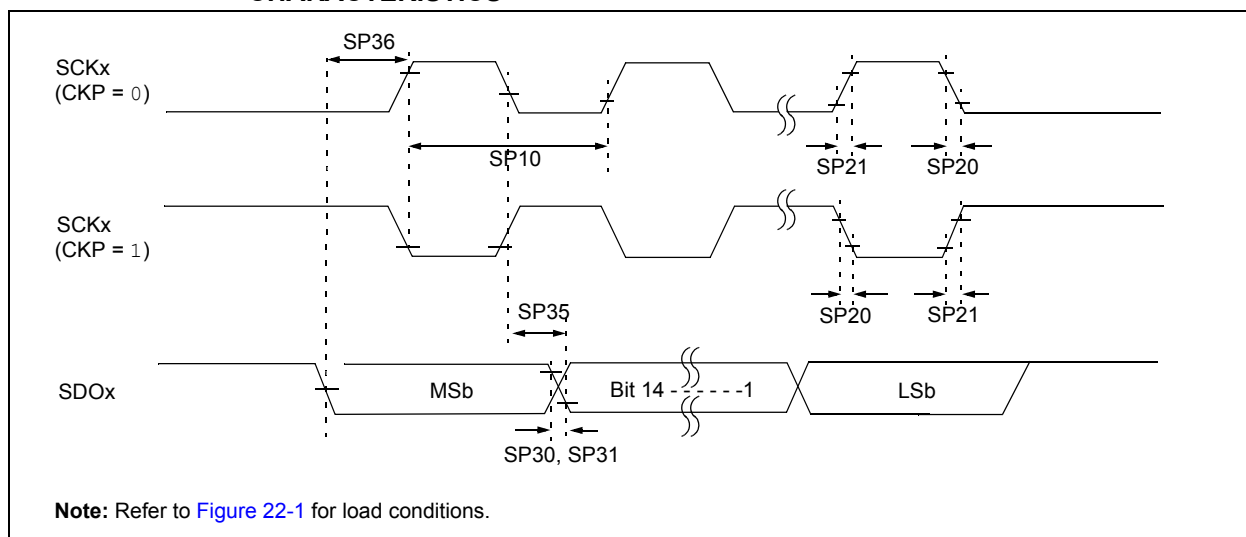 CHARACTERISTICS
SP36
SCKx
(CKP = 0)
SP10
SP21
SP20
SCKx
(CKP = 1)
SP35
SP20
SP21
SDOx
MSb
Bit 14 - - - - - -1
LSb
SP30, SP31
Note: Refer to Figure 22-1 for load conditions.